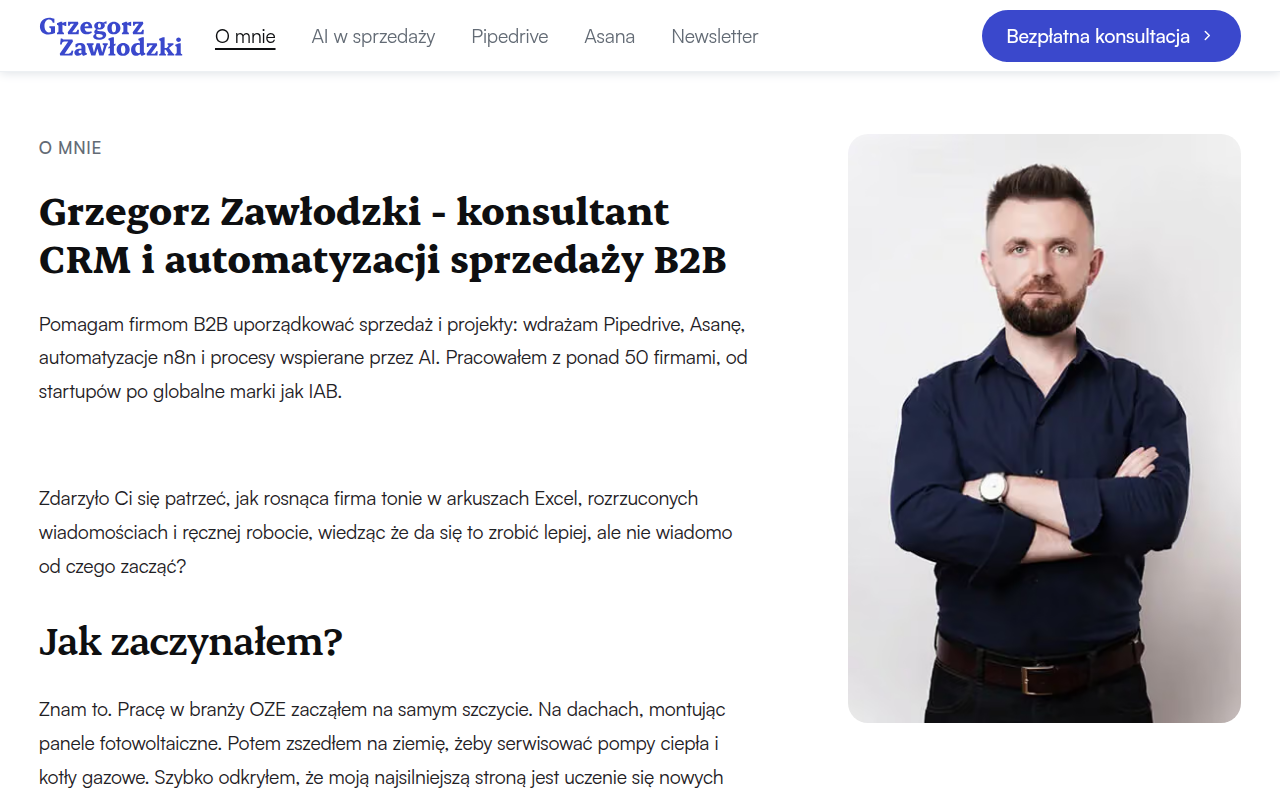 Grzegorz
Zawłodzki
O mnie
AI w sprzedaży
Pipedrive
Asana
Newsletter
Bezpłatna konsultacja
O MNIE
Grzegorz Zawłodzki - konsultant
CRM i automatyzacji sprzedaży B2B
Pomagam firmom B2B uporządkować sprzedaż i projekty: wdrażam Pipedrive, Asanę,
automatyzacje n8n i procesy wspierane przez AI. Pracowałem z ponad 50 firmami, od
startupów po globalne marki jak IAB.
Zdarzyło Ci się patrzeć, jak rosnąca firma tonie w arkuszach Excel, rozrzuconych
wiadomościach i ręcznej robocie, wiedząc że da się to zrobić lepiej, ale nie wiadomo
od czego zacząć?
Jak zaczynałem?
Znam to. Pracę w branży OZE zacząłem na samym szczycie. Na dachach, montując
panele fotowoltaiczne. Potem zszedłem na ziemię, żeby serwisować pompy ciepła i
kotły gazowe. Szybko odkryłem, że moją najsilniejszą stroną jest uczenie się nowych